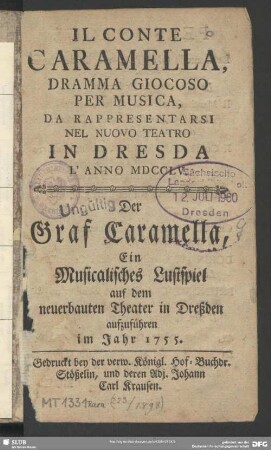 IL CONTE
CARAMELLA,
DRAMMA GIOCOSO
PER MUSICA,
DA RAPPRESENTARSI
NEL NUOVO TEATRO
IN DRESDA
L' ANNO MDCCLV.
Ungültig
12. JULI 1980
Dresden
Der
Graf Caramella,
Ein
Musicalisches Lustspiel
auf dem
neuerbauten Theater in Dreßden
aufzuführen
im Jahr 1755.
Gedruckt bey der verw. Königl. Hof-Buchdr.
Stößelin, und deren Adj. Johann
Carl Krausen.
MT 1331
SLUB